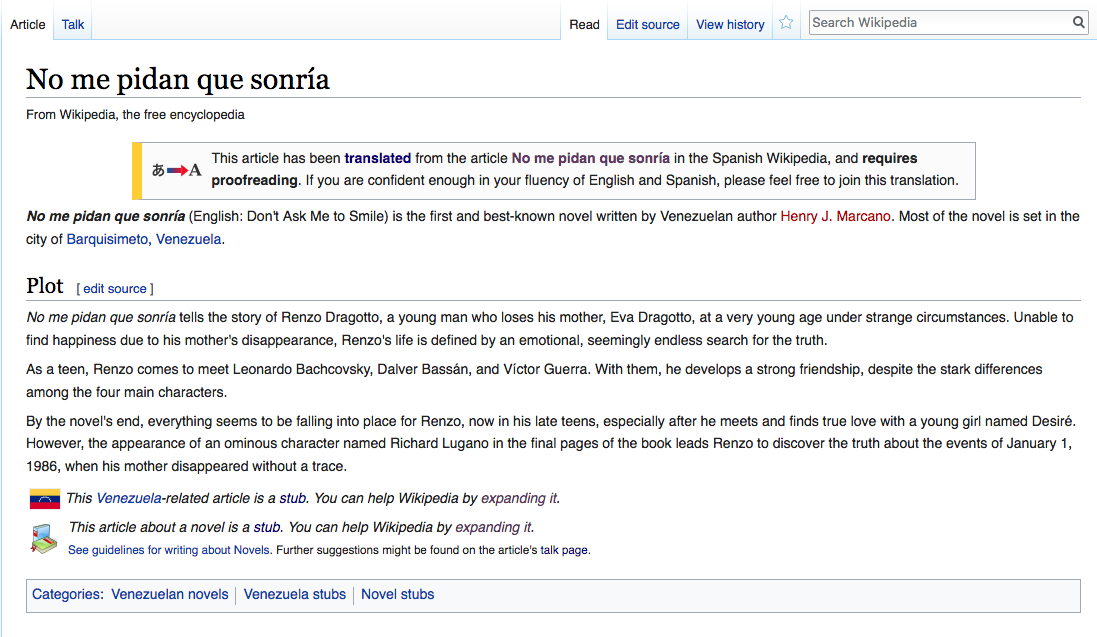 Article Talk Read Edit source View history Search Wikipedia
No me pidan que sonría
From Wikipedia, the free encyclopedia
This article has been translated from the article No me pidan que sonría in the Spanish Wikipedia, and requires
あ A
proofreading. If you are confident enough in your fluency of English and Spanish, please feel free to join this translation.
No me pidan que sonría (English: Don't Ask Me to Smile) is the first and best-known novel written by Venezuelan author Henry J. Marcano. Most of the novel is set in the
city of Barquisimeto, Venezuela.
Plot [ edit source ]
No me pidan que sonría tells the story of Renzo Dragotto, a young man who loses his mother, Eva Dragotto, at a very young age under strange circumstances. Unable to
find happiness due to his mother's disappearance, Renzo's life is defined by an emotional, seemingly endless search for the truth.
As a teen, Renzo comes to meet Leonardo Bachcovsky, Dalver Bassán, and Víctor Guerra. With them, he develops a strong friendship, despite the stark differences
among the four main characters.
By the novel's end, everything seems to be falling into place for Renzo, now in his late teens, especially after he meets and finds true love with a young girl named Desiré.
However, the appearance of an ominous character named Richard Lugano in the final pages of the book leads Renzo to discover the truth about the events of January 1,
1986, when his mother disappeared without a trace.
This Venezuela-related article is a stub. You can help Wikipedia by expanding it.
This article about a novel is a stub. You can help Wikipedia by expanding it.
See guidelines for writing about Novels. Further suggestions might be found on the article's talk page.
Categories: Venezuelan novels Venezuela stubs Novel stubs